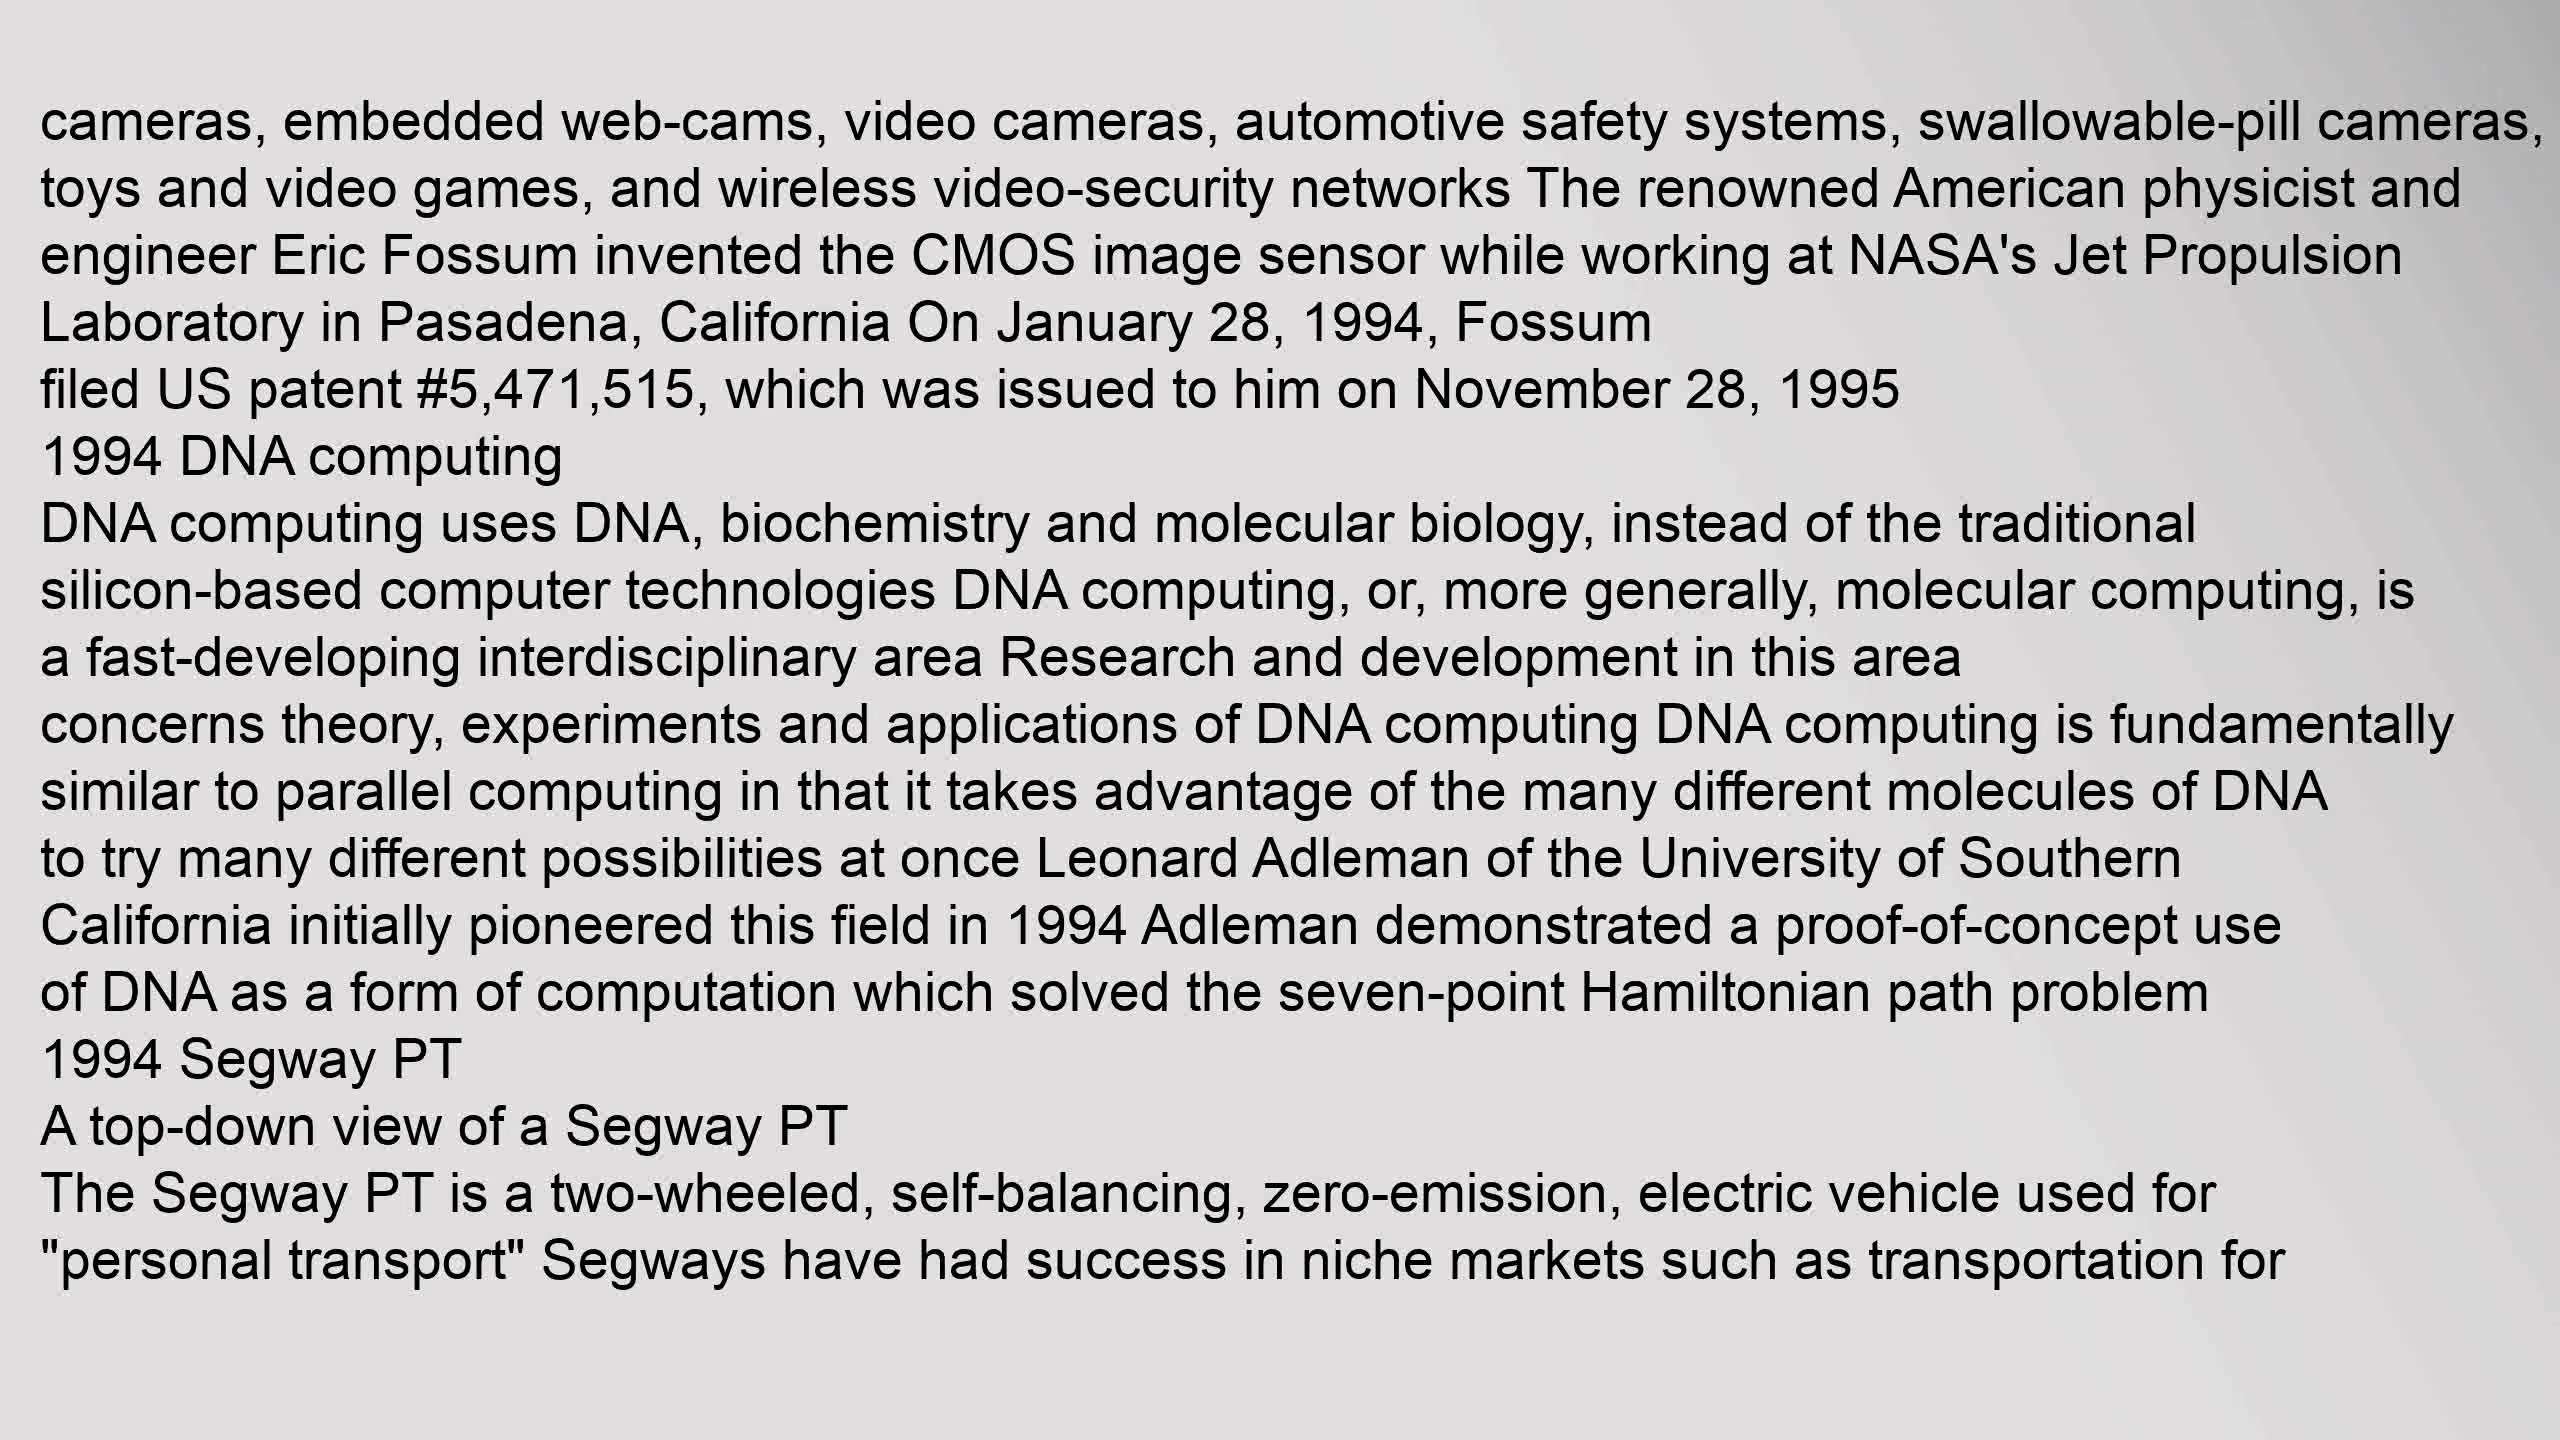 cameras, embedded web-cams, video cameras, automotive safety systems, swallowable-pill cameras,
toys and video games, and wireless video-security networks The renowned American physicist and
engineer Eric Fossum invented the CMOS image sensor while working at NASA's Jet Propulsion
Laboratory in Pasadena, California On January 28, 1994, Fossum
filed US patent #5,471,515, which was issued to him on November 28, 1995
1994 DNA computing
DNA computing uses DNA, biochemistry and molecular biology, instead of the traditional
silicon-based computer technologies DNA computing, or, more generally, molecular computing, is
a fast-developing interdisciplinary area Research and development in this area
concerns theory, experiments and applications of DNA computing DNA computing is fundamentally
similar to parallel computing in that it takes advantage of the many different molecules of DNA
to try many different possibilities at once Leonard Adleman of the University of Southern
California initially pioneered this field in 1994 Adleman demonstrated a proof-of-concept use
of DNA as a form of computation which solved the seven-point Hamiltonian path problem
1994 Segway PT
A top-down view of a Segway PT
The Segway PT is a two-wheeled, self-balancing, zero-emission, electric vehicle used for
"personal transport" Segways have had success in niche markets such as transportation for